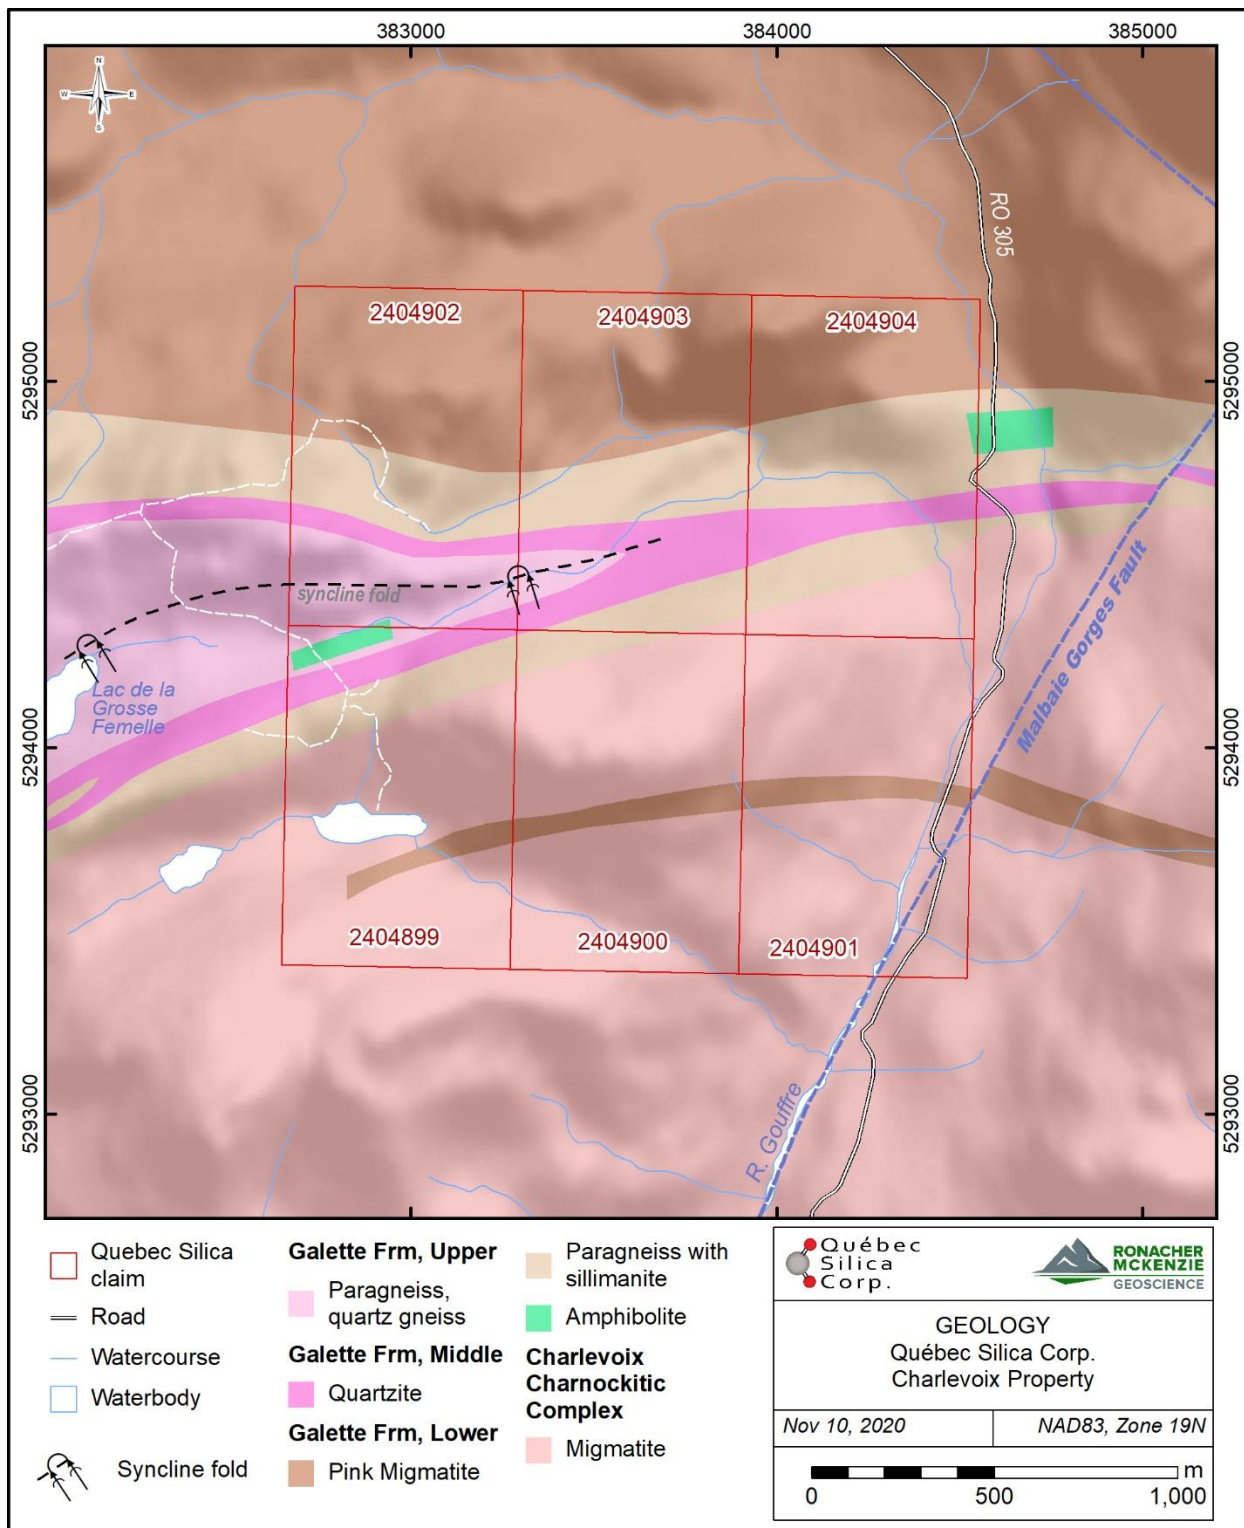 383000
384000
385000
N
W
E
S
RO 305
2404902
2404903
2404904
5295000
5295000
syncline fold
Lac de la
Grosse
Femelle
Malbaie Gorges Fault
5294000
5294000
2404899
2404900
2404901
R. Gouffre
5293000
5293000
Quebec Silica
claim
Road
Watercourse
Waterbody
Syncline fold
Galette Frm, Upper
Paragneiss,
quartz gneiss
Galette Frm, Middle
Quartzite
Galette Frm, Lower
Pink Migmatite
Paragneiss with
sillimanite
Amphibolite
Charlevoix
Charnockitic
Complex
Migmatite
Québec
Silica
Corp.
RONACHER
MCKENZIE
GEOSCIENCE
GEOLOGY
Québec Silica Corp.
Charlevoix Property
Nov 10, 2020
NAD83, Zone 19N
m
0
500
1,000